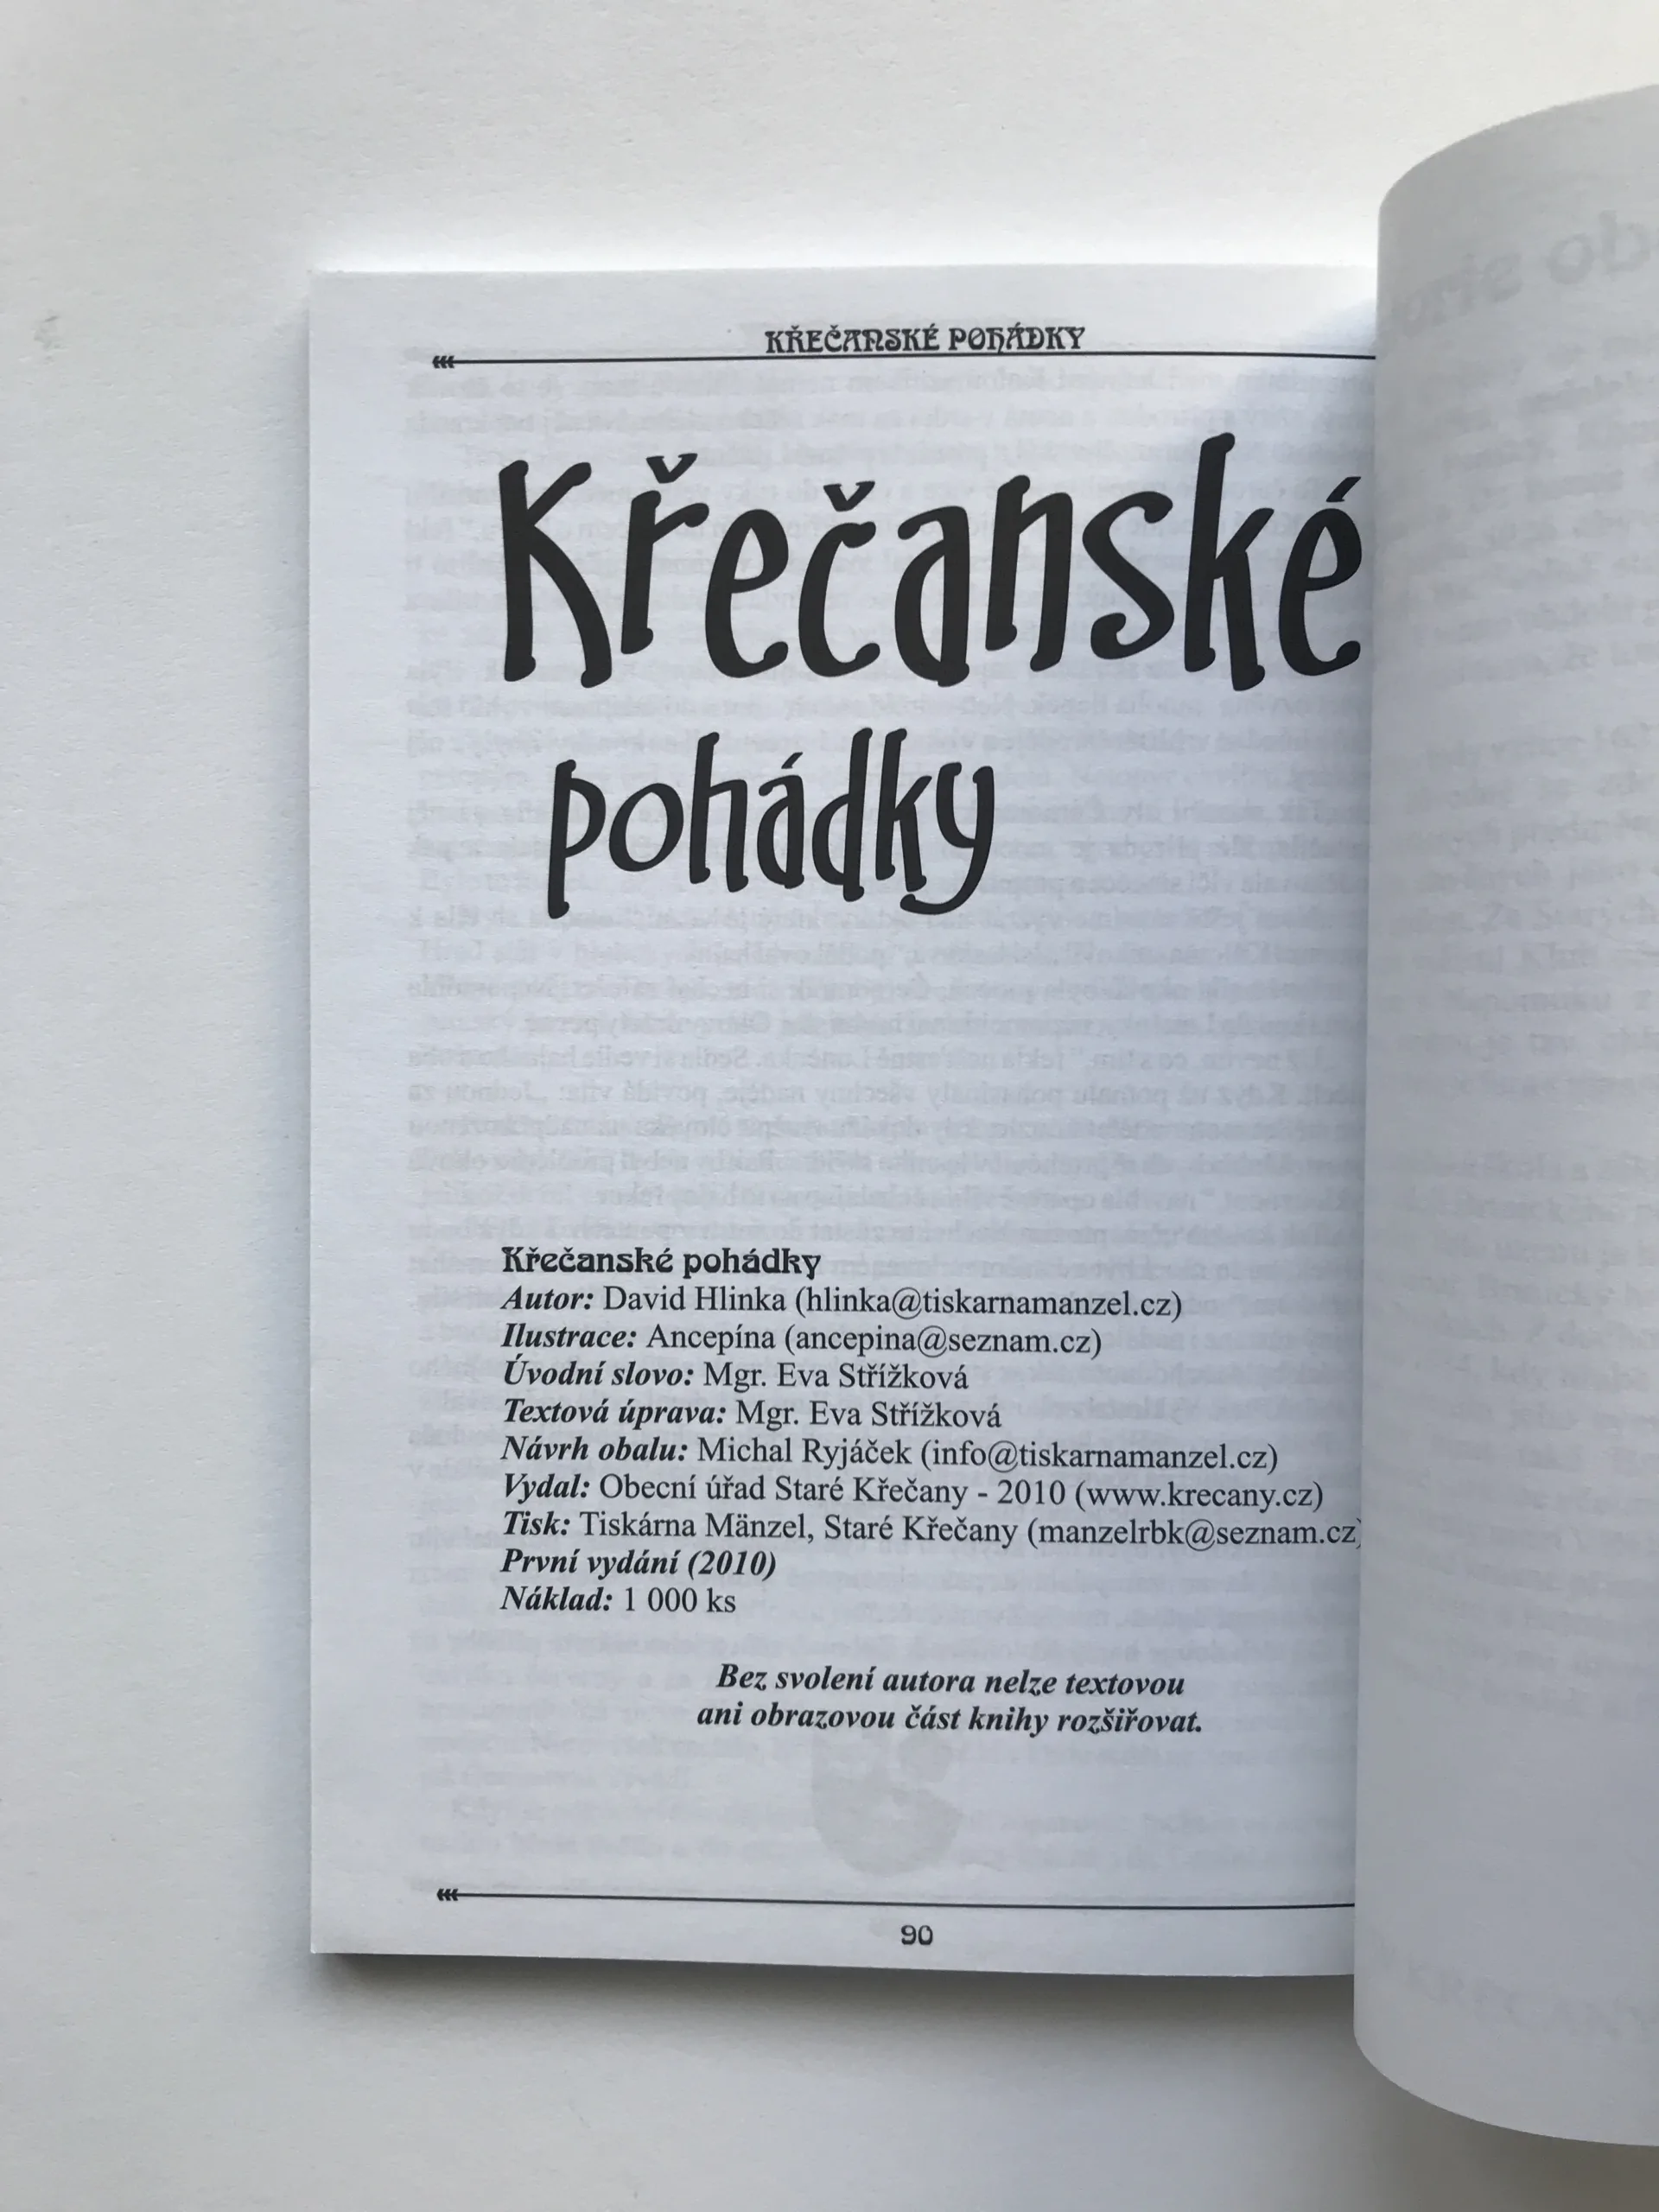 KŘEČANSKÉ POHÁDKY
Křečanské
pohádky
Křečanské pohádky
Autor: David Hlinka (hlinka@tiskarnamanzel.cz)
Ilustrace: Ancepína (ancepina@seznam.cz)
Úvodní slovo: Mgr. Eva Střížková
Textová úprava: Mgr. Eva Střížková
Návrh obalu: Michal Ryjáček (info@tiskarnamanzel.cz)
Vydal: Obecní úřad Staré Křečany - 2010 (www.krecany.cz)
Tisk: Tiskárna Mänzel, Staré Křečany (manzelrbk@seznam.cz)
První vydání (2010)
Náklad: 1 000 ks
Bez svolení autora nelze textovou
ani obrazovou část knihy rozšiřovat.
90